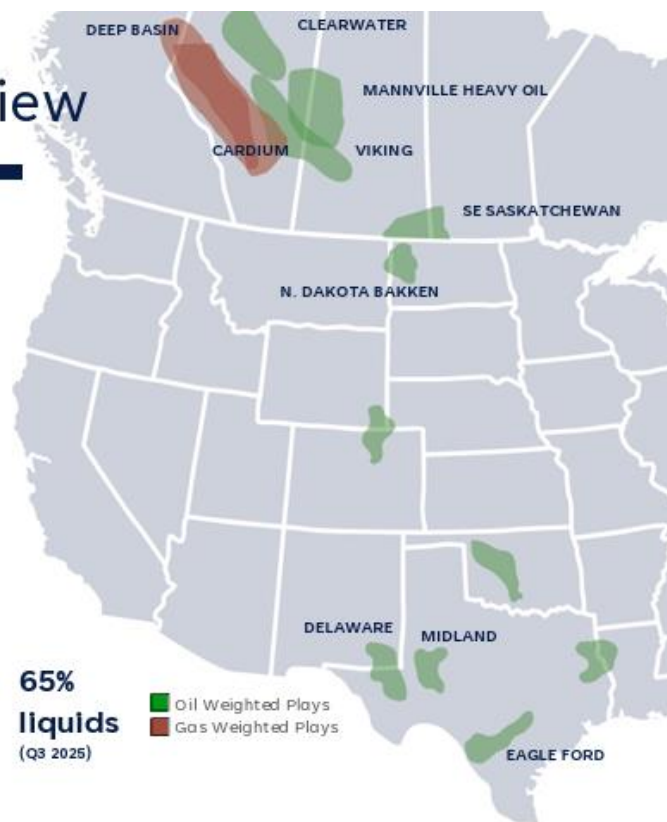 DEEP BASIN
CLEARWATER
iew
MANNVILLE HEAVY OIL
CARDIUM
VIKING
SE SASKATCHEWAN
N. DAKOTA BAKKEN
DELAWARE
MIDLAND
65%
liquids
(Q3 2025)
Oil Weighted Plays
Gas Weighted Plays
EAGLE FORD